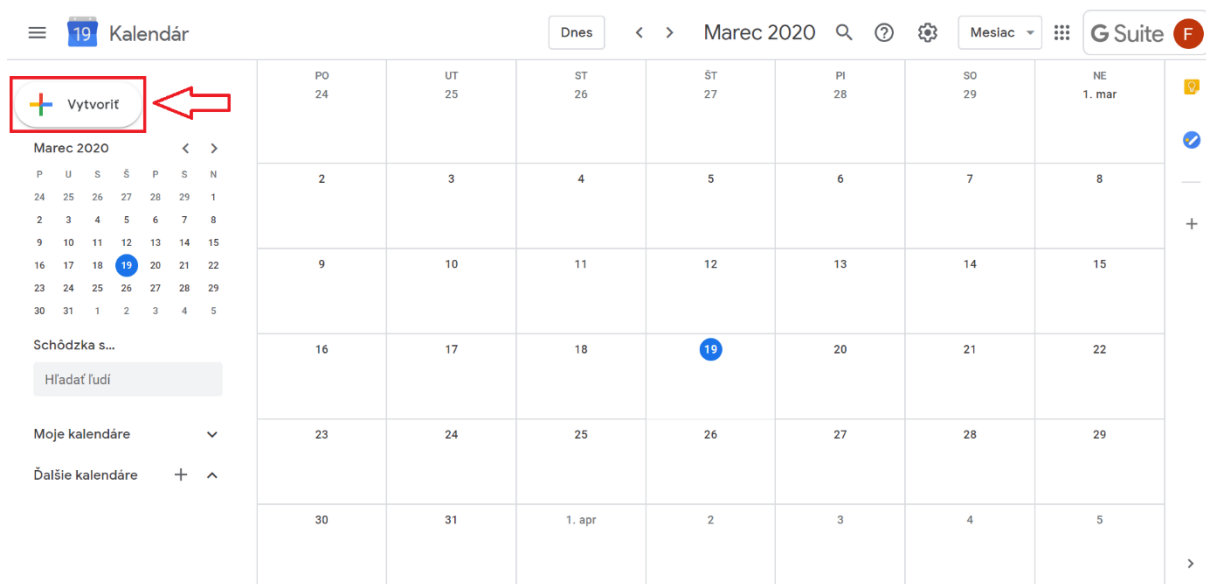 19 Kalendár Dnes Marec 2020 Mesiac G Suite F
Vytvoriť
Marec 2020
P U S Š P S N
24 25 26 27 28 29 1
2 3 4 5 6 7 8
9 10 11 12 13 14 15
16 17 18 19 20 21 22
23 24 25 26 27 28 29
30 31 1 2 3 4 5
Schôdzka s...
Hľadať ľudí
Moje kalendáre
Ďalšie kalendáre
PO UT ST ŠT PI SO NE
24 25 26 27 28 29 1. mar
2 3 4 5 6 7 8
9 10 11 12 13 14 15
16 17 18 19 20 21 22
23 24 25 26 27 28 29
30 31 1. apr 2 3 4 5